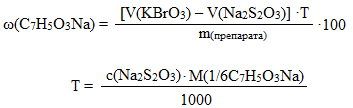 ω(C7H5O3Na) = [V(KBrO3) – V(Na2S2O3)] · T / m(препарата) · 100
T = c(Na2S2O3) · M(1/6C7H5O3Na) / 1000